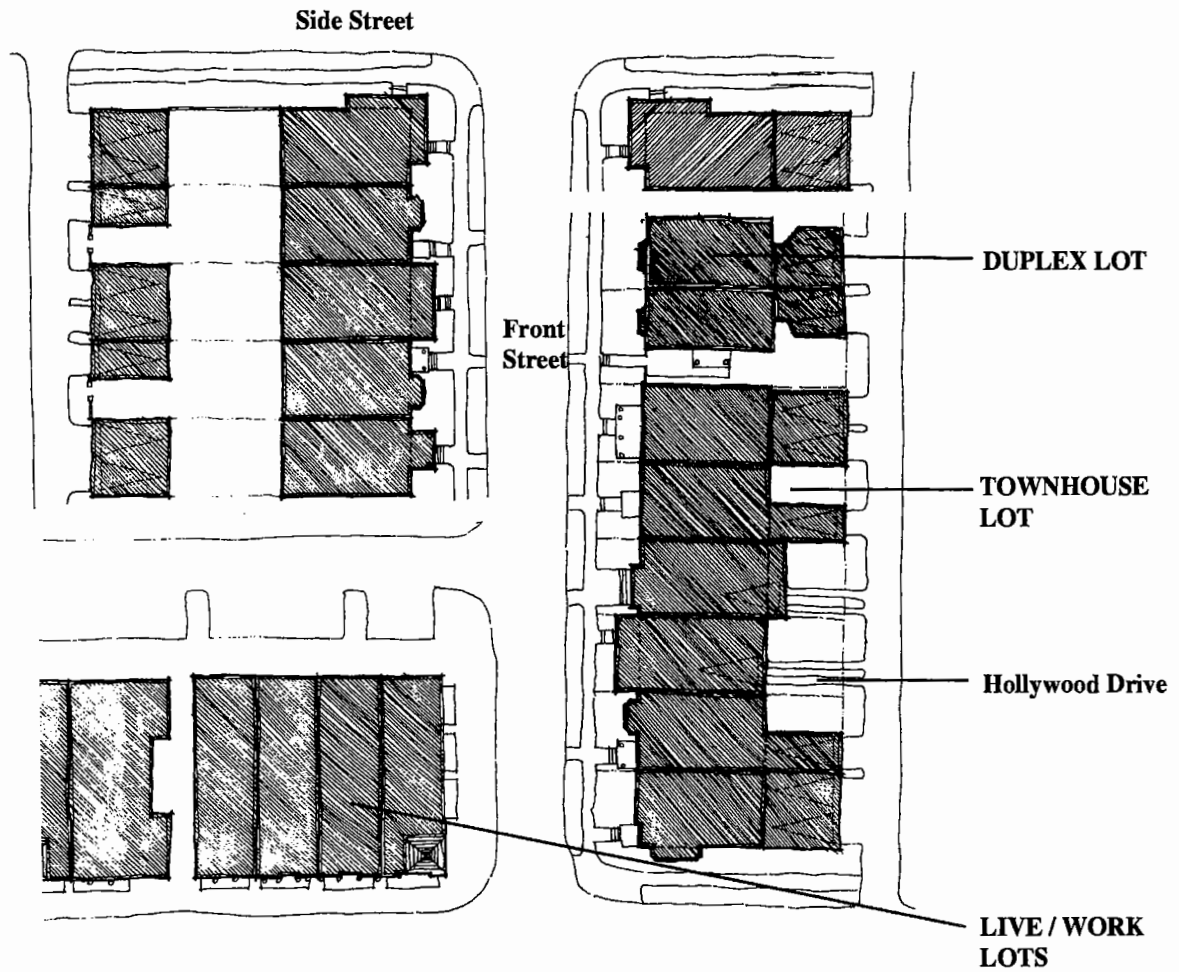 Side Street
DUPLEX LOT
Front
Street
TOWNHOUSE
LOT
Hollywood Drive
LIVE / WORK
LOTS